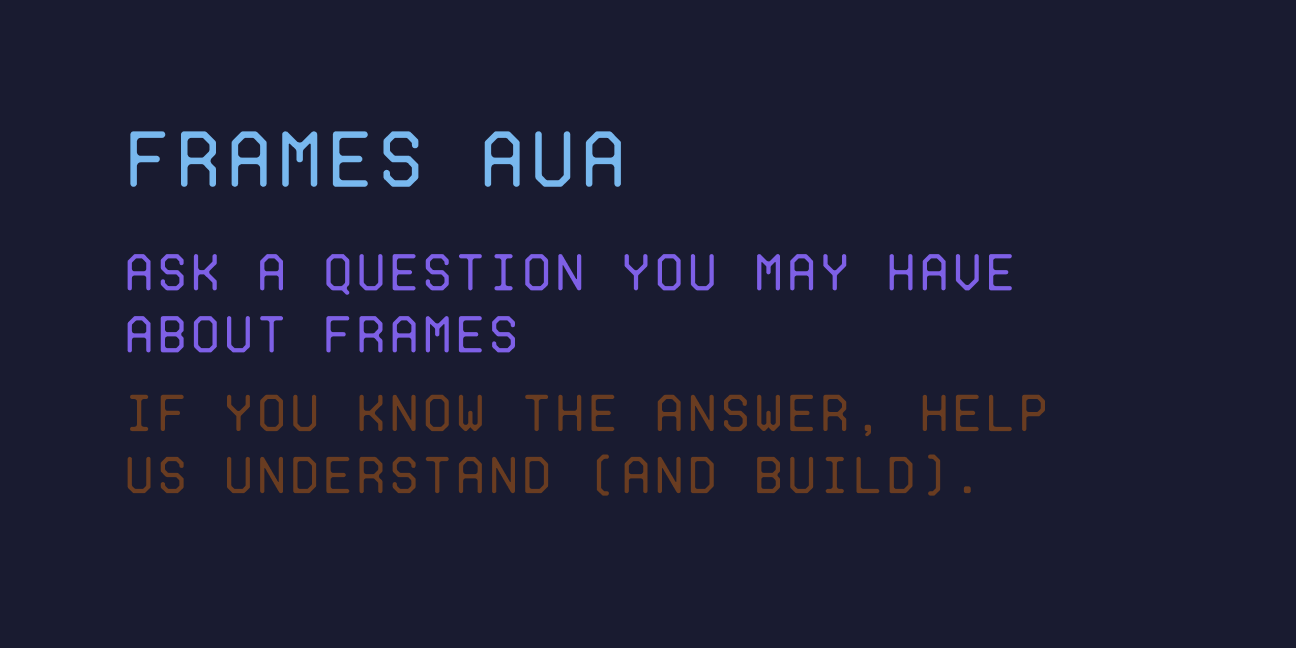 FRAMES AUA
ASK A QUESTION YOU MAY HAVE
ABOUT FRAMES
IF YOU KNOW THE ANSWER, HELP
US UNDERSTAND (AND BUILD).